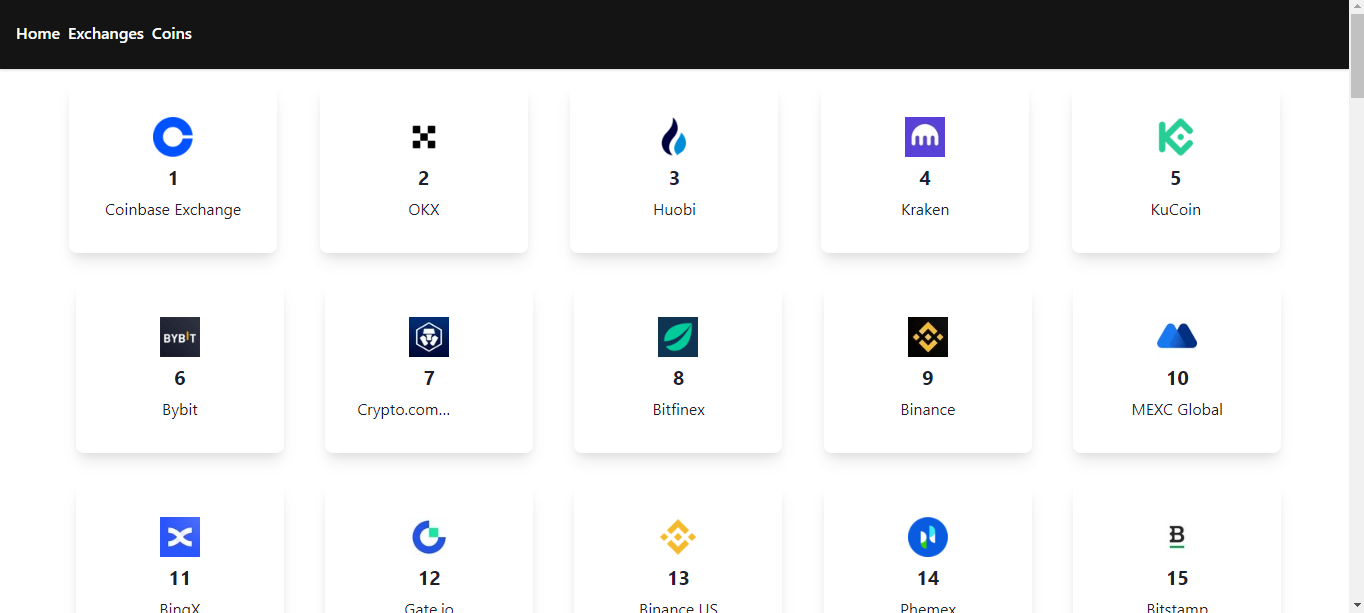 Home Exchanges Coins
1
Coinbase Exchange
2
OKX
3
Huobi
4
Kraken
5
KuCoin
BYBIT
6
Bybit
7
Crypto.com...
8
Bitfinex
9
Binance
10
MEXC Global
11
BingX
12
Gate.io
13
Binance US
14
Phemex
B
15
Bitstamp